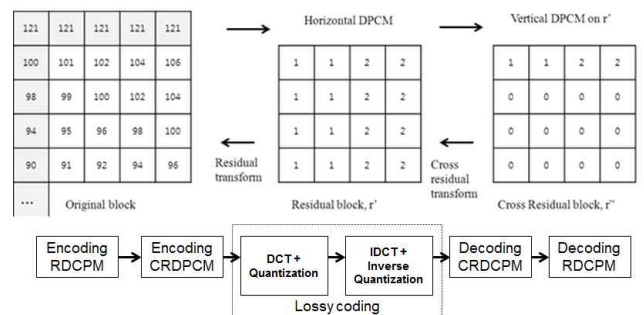 121 121 121 121 121
100 101 102 104 106
98 99 100 102 104
94 95 96 98 100
90 91 92 94 96
...
Original block
Residual
transform
Horizontal DPCM
1 1 2 2
1 1 2 2
1 1 2 2
1 1 2 2
Residual block, r'
Cross
residual
transform
Vertical DPCM on r'
1 1 2 2
0 0 0 0
0 0 0 0
0 0 0 0
Cross Residual block, r"
Encoding
RDCPM
Encoding
CRDPCM
DCT +
Quantization
IDCT +
Inverse
Quantization
Lossy coding
Decoding
CRDCPM
Decoding
RDCPM